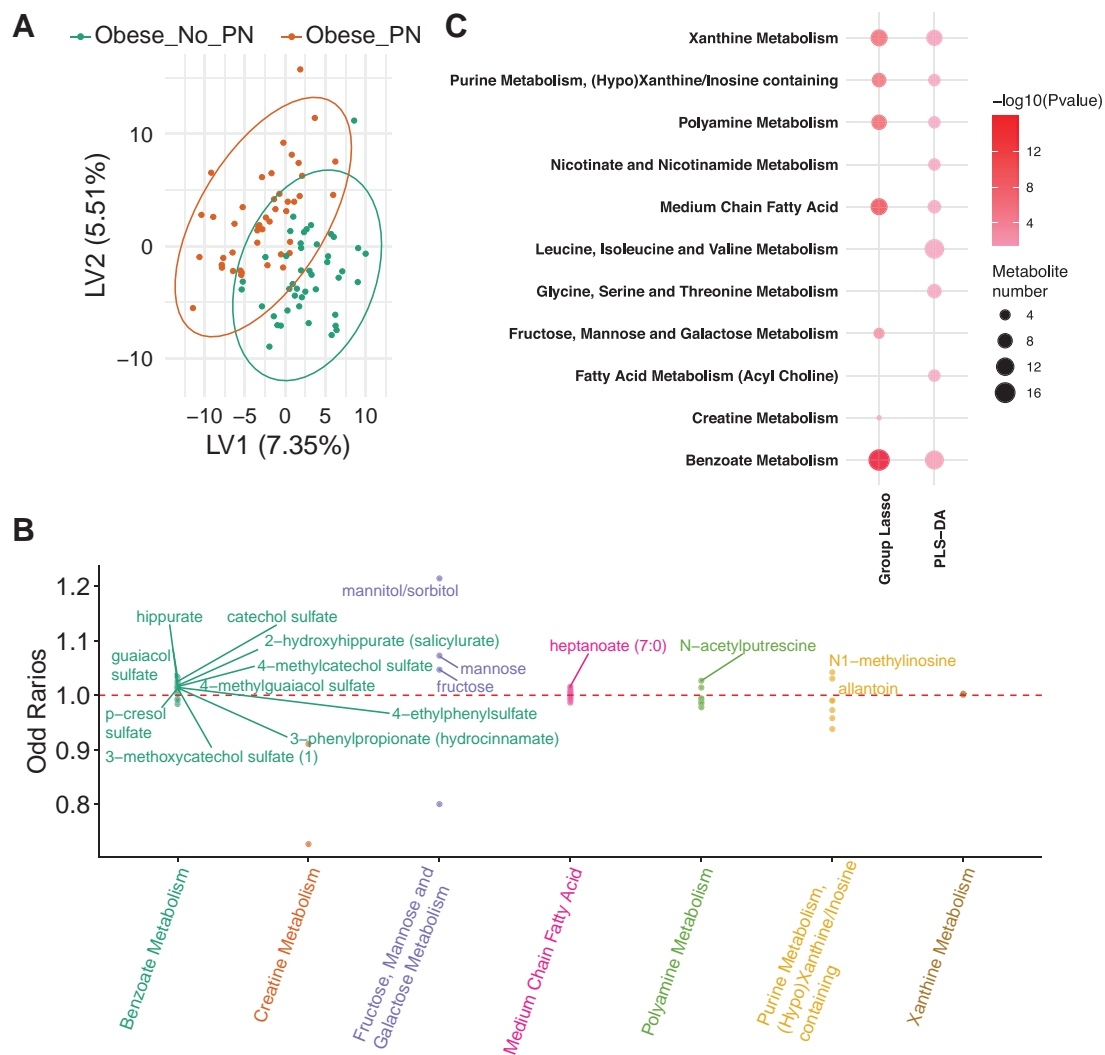 A
Obese_No_PN
Obese_PN
LV2 (5.51%)
10
0
−10
−10
−5
0
5
10
LV1 (7.35%)
C
Xanthine Metabolism
Purine Metabolism, (Hypo)Xanthine/Inosine containing
Polyamine Metabolism
Nicotinate and Nicotinamide Metabolism
Medium Chain Fatty Acid
Leucine, Isoleucine and Valine Metabolism
Glycine, Serine and Threonine Metabolism
Fructose, Mannose and Galactose Metabolism
Fatty Acid Metabolism (Acyl Choline)
Creatine Metabolism
Benzoate Metabolism
Group Lasso
PLS−DA
−log10(Pvalue)
12
8
4
Metabolite
number
4
8
12
16
B
Odd Rarios
1.2
1.1
1.0
0.9
0.8
hippurate
catechol sulfate
2−hydroxyhippurate (salicylurate)
guaiacol
sulfate
4−methylcatechol sulfate
4−methylguaiacol sulfate
p−cresol
sulfate
4−ethylphenylsulfate
3−phenylpropionate (hydrocinnamate)
3−methoxycatechol sulfate (1)
mannitol/sorbitol
mannose
fructose
heptanoate (7:0)
N−acetylputrescine
N1−methylinosine
allantoin
Benzoate Metabolism
Creatine Metabolism
Fructose, Mannose and
Galactose Metabolism
Medium Chain Fatty Acid
Polyamine Metabolism
Purine Metabolism,
(Hypo)Xanthine/Inosine
containing
Xanthine Metabolism